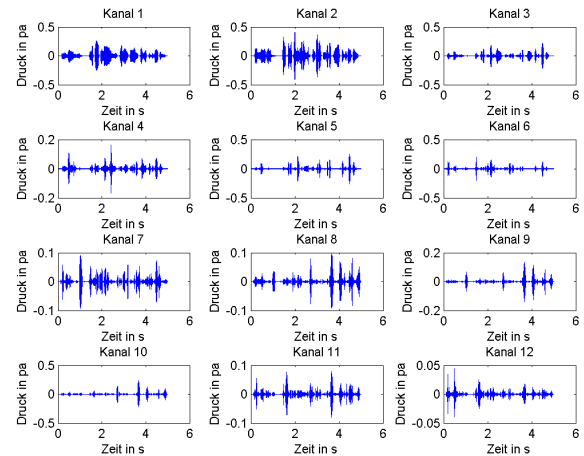 Kanal 1 Kanal 2 Kanal 3
Druck in pa 0.5 0 -0.5 Druck in pa 0.5 0 -0.5 Druck in pa 0.5 0 -0.5
0 2 4 6 0 2 4 6 0 2 4 6
Zeit in s Zeit in s Zeit in s
Kanal 4 Kanal 5 Kanal 6
Druck in pa 0.2 0 -0.2 Druck in pa 0.5 0 -0.5 Druck in pa 0.5 0 -0.5
0 2 4 6 0 2 4 6 0 2 4 6
Zeit in s Zeit in s Zeit in s
Kanal 7 Kanal 8 Kanal 9
Druck in pa 0.1 0 -0.1 Druck in pa 0.1 0 -0.1 Druck in pa 0.2 0 -0.2
0 2 4 6 0 2 4 6 0 2 4 6
Zeit in s Zeit in s Zeit in s
Kanal 10 Kanal 11 Kanal 12
Druck in pa 0.5 0 -0.5 Druck in pa 0.1 0 -0.1 Druck in pa 0.05 0 -0.05
0 2 4 6 0 2 4 6 0 2 4 6
Zeit in s Zeit in s Zeit in s